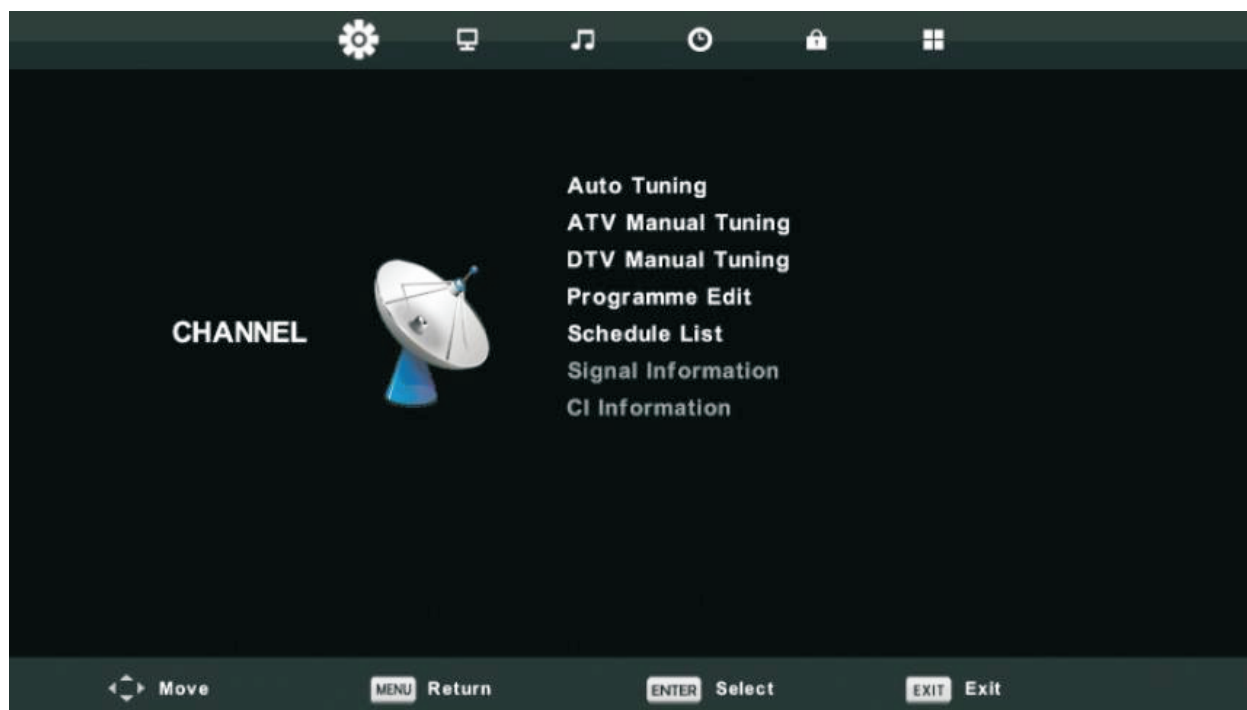 Auto Tuning
ATV Manual Tuning
DTV Manual Tuning
Programme Edit
CHANNEL
Schedule List
Signal Information
CI Information
Move MENU Return ENTER Select EXIT Exit